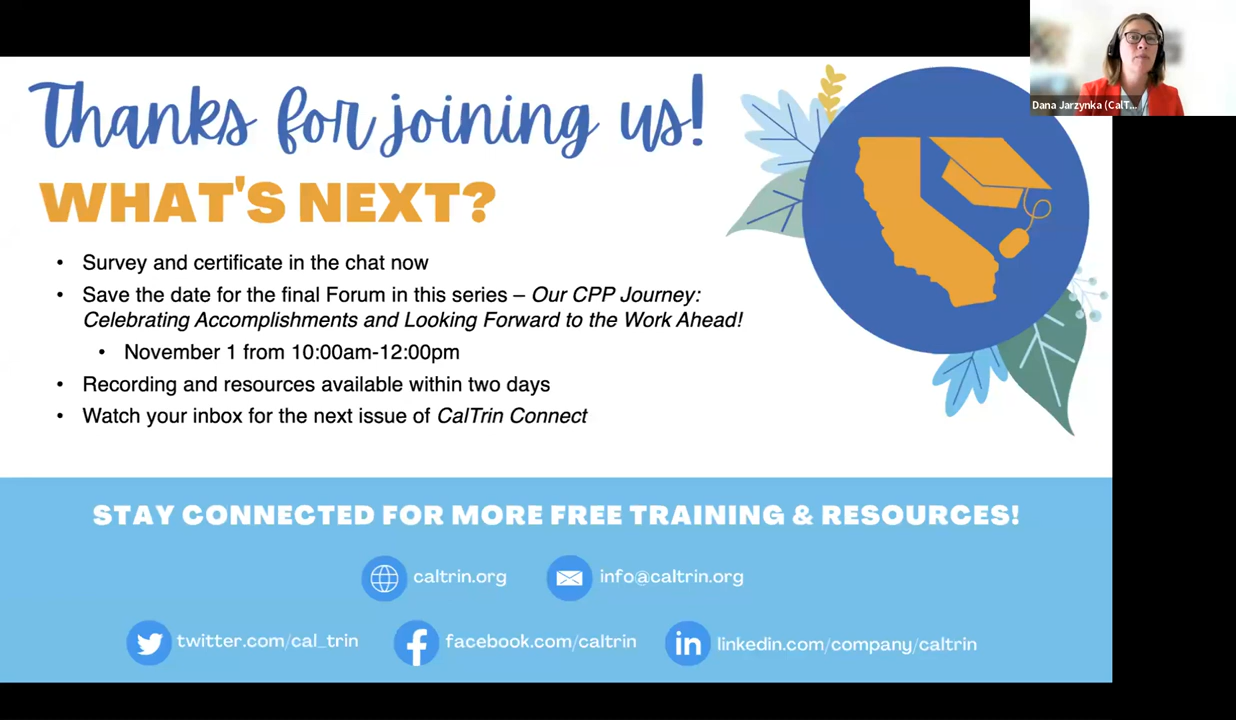 Thanks for joining us!
WHAT'S NEXT?
• Survey and certificate in the chat now
• Save the date for the final Forum in this series – Our CPP Journey:
Celebrating Accomplishments and Looking Forward to the Work Ahead!
• November 1 from 10:00am-12:00pm
• Recording and resources available within two days
• Watch your inbox for the next issue of CalTrin Connect
STAY CONNECTED FOR MORE FREE TRAINING & RESOURCES!
caltrin.org
info@caltrin.org
twitter.com/cal_trin
facebook.com/caltrin
in
linkedin.com/company/caltrin
Dana Jarzynka (CalT...